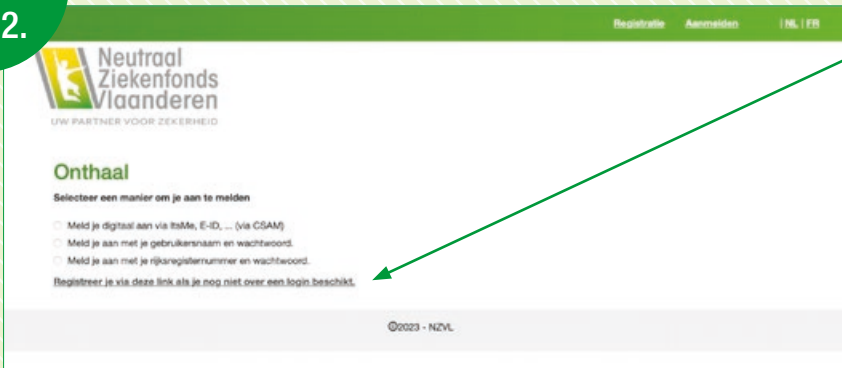 2.
Registratie Aanmelden | NL | FR
Neutraal
Ziekenfonds
Vlaanderen
UW PARTNER VOOR ZEKERHEID
Onthaal
Selecteer een manier om je aan te melden
Meld je digitaal aan via ItsMe, E-ID, ... (via CSAM)
Meld je aan met je gebruikersnaam en wachtwoord.
Meld je aan met je rijksregisternummer en wachtwoord.
Registreer je via deze link als je nog niet over een login beschikt.
©2023 - NZVL